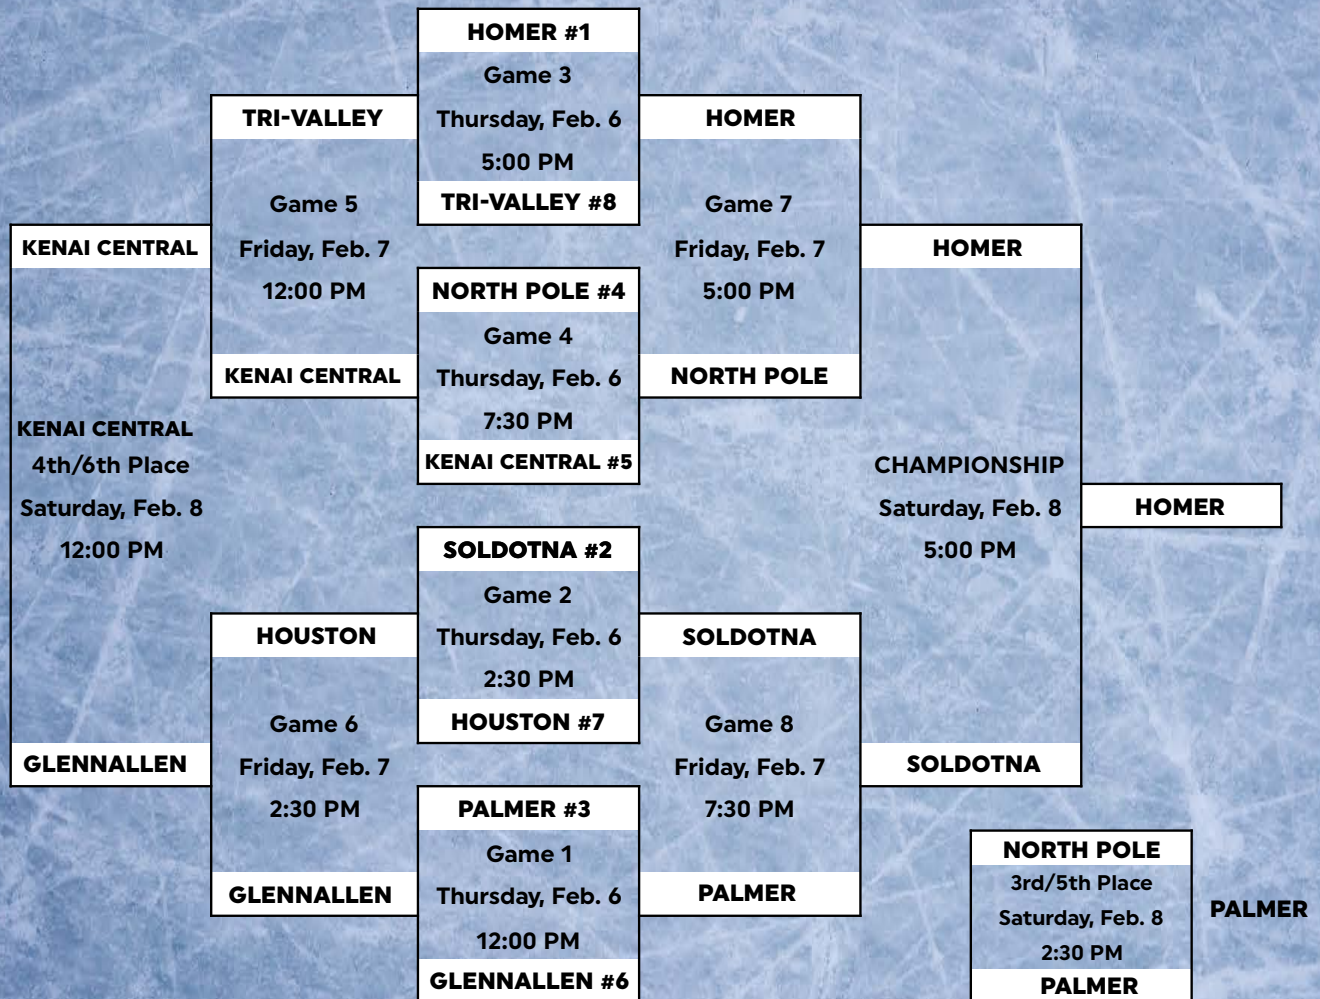 HOMER #1
Game 3
Thursday, Feb. 6
5:00 PM
TRI-VALLEY #8
TRI-VALLEY
Game 5
Friday, Feb. 7
12:00 PM
KENAI CENTRAL
HOMER
Game 7
Friday, Feb. 7
5:00 PM
NORTH POLE
NORTH POLE #4
Game 4
Thursday, Feb. 6
7:30 PM
KENAI CENTRAL #5
KENAI CENTRAL
KENAI CENTRAL
4th/6th Place
Saturday, Feb. 8
12:00 PM
GLENNALLEN
HOMER
CHAMPIONSHIP
Saturday, Feb. 8
5:00 PM
SOLDOTNA
HOMER
SOLDOTNA #2
Game 2
Thursday, Feb. 6
2:30 PM
HOUSTON #7
HOUSTON
Game 6
Friday, Feb. 7
2:30 PM
GLENNALLEN
SOLDOTNA
Game 8
Friday, Feb. 7
7:30 PM
PALMER
PALMER #3
Game 1
Thursday, Feb. 6
12:00 PM
GLENNALLEN #6
NORTH POLE
3rd/5th Place
Saturday, Feb. 8
2:30 PM
PALMER
PALMER